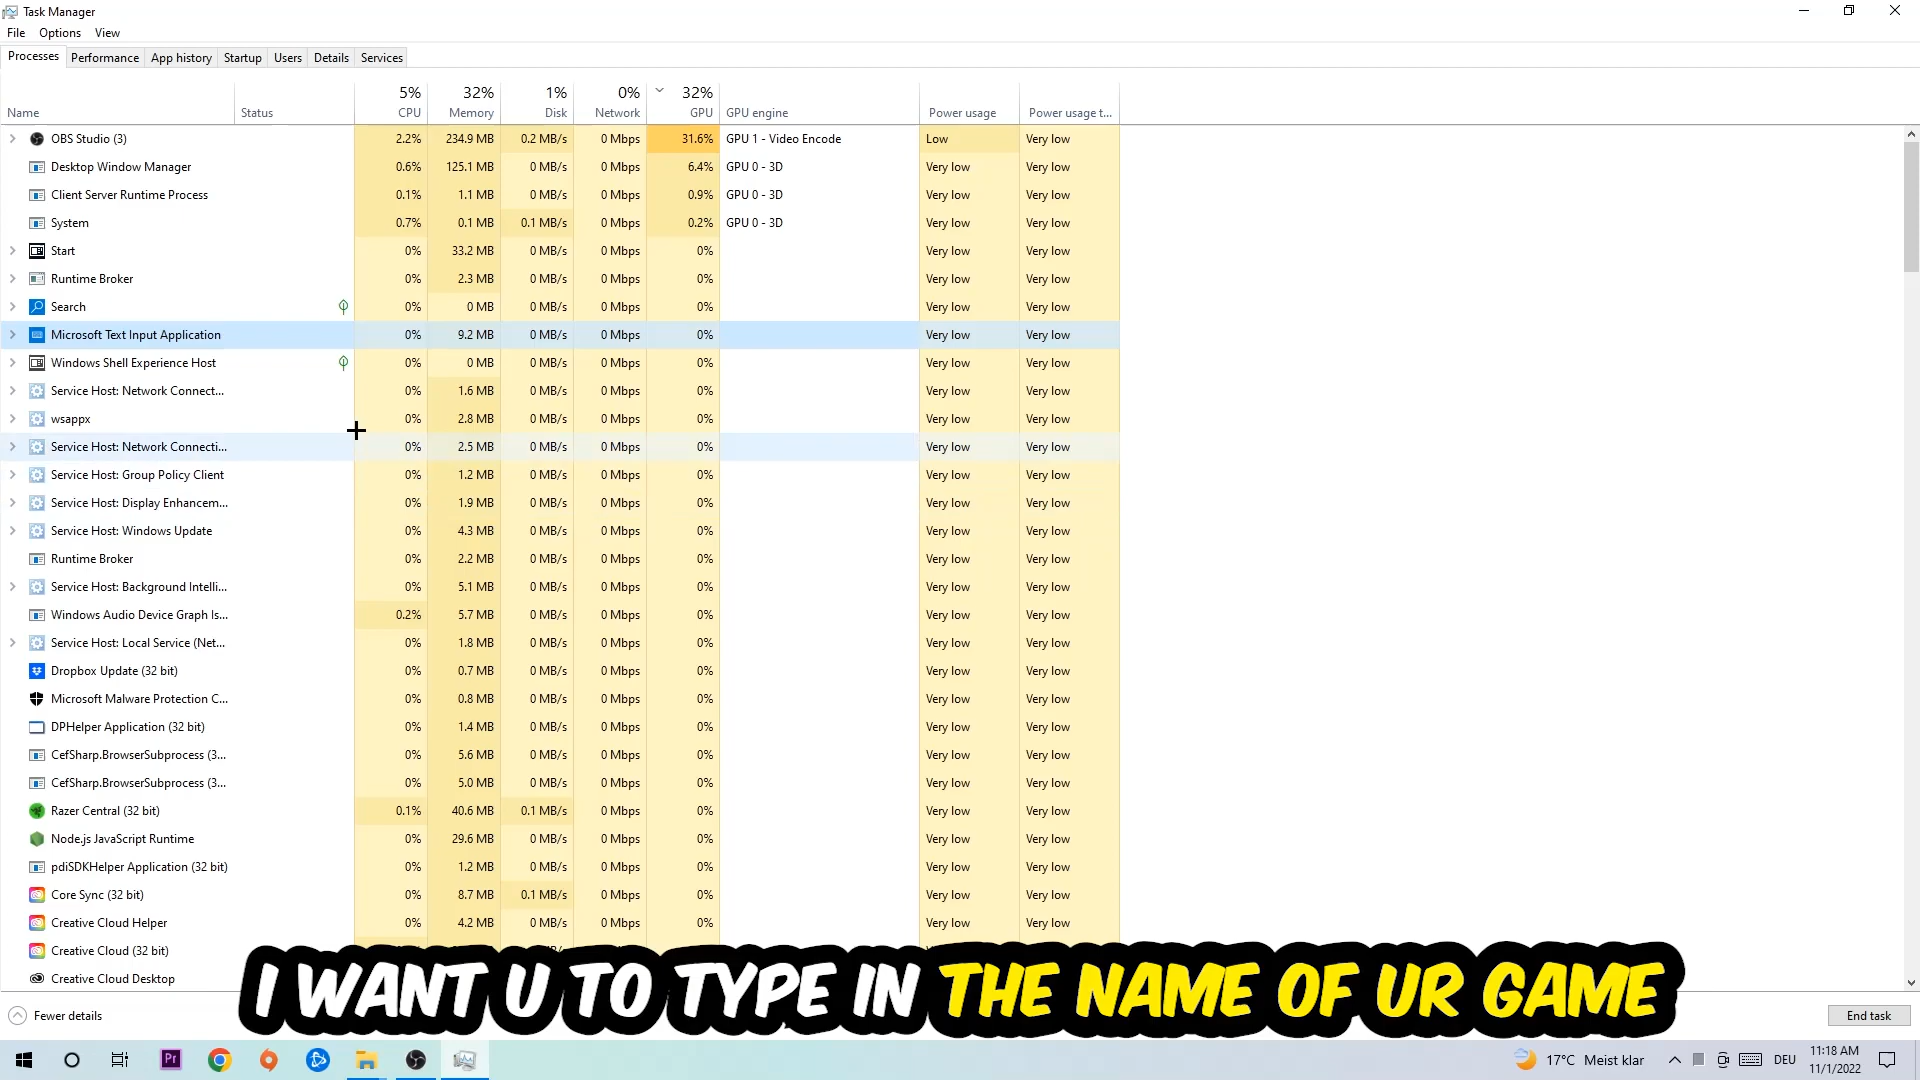 Task Manager
File Options View
Processes Performance App history Startup Users Details Services
5% 32% 1% 0% 32%
Name Status CPU Memory Disk Network GPU GPU engine Power usage Power usage t...
OBS Studio (3) 2.2% 234.9 MB 0.2 MB/s 0 Mbps 31.6% GPU 1 - Video Encode Low Very low
Desktop Window Manager 0.6% 125.1 MB 0 MB/s 0 Mbps 6.4% GPU 0 - 3D Very low Very low
Client Server Runtime Process 0.1% 1.1 MB 0 MB/s 0 Mbps 0.9% GPU 0 - 3D Very low Very low
System 0.7% 0.1 MB 0.1 MB/s 0 Mbps 0.2% GPU 0 - 3D Very low Very low
Start 0% 33.2 MB 0 MB/s 0 Mbps 0% Very low Very low
Runtime Broker 0% 2.3 MB 0 MB/s 0 Mbps 0% Very low Very low
Search 0% 0 MB 0 MB/s 0 Mbps 0% Very low Very low
Microsoft Text Input Application 0% 9.2 MB 0 MB/s 0 Mbps 0% Very low Very low
Windows Shell Experience Host 0% 0 MB 0 MB/s 0 Mbps 0% Very low Very low
Service Host: Network Connect... 0% 1.6 MB 0 MB/s 0 Mbps 0% Very low Very low
wsappx 0% 2.8 MB 0 MB/s 0 Mbps 0% Very low Very low
Service Host: Network Connecti... 0% 2.5 MB 0 MB/s 0 Mbps 0% Very low Very low
Service Host: Group Policy Client 0% 1.2 MB 0 MB/s 0 Mbps 0% Very low Very low
Service Host: Display Enhancem... 0% 1.9 MB 0 MB/s 0 Mbps 0% Very low Very low
Service Host: Windows Update 0% 4.3 MB 0 MB/s 0 Mbps 0% Very low Very low
Runtime Broker 0% 2.2 MB 0 MB/s 0 Mbps 0% Very low Very low
Service Host: Background Intelli... 0% 5.1 MB 0 MB/s 0 Mbps 0% Very low Very low
Windows Audio Device Graph Is... 0.2% 5.7 MB 0 MB/s 0 Mbps 0% Very low Very low
Service Host: Local Service (Net... 0% 1.8 MB 0 MB/s 0 Mbps 0% Very low Very low
Dropbox Update (32 bit) 0% 0.7 MB 0 MB/s 0 Mbps 0% Very low Very low
Microsoft Malware Protection C... 0% 0.8 MB 0 MB/s 0 Mbps 0% Very low Very low
DPHelper Application (32 bit) 0% 1.4 MB 0 MB/s 0 Mbps 0% Very low Very low
CefSharp.BrowserSubprocess (3... 0% 5.6 MB 0 MB/s 0 Mbps 0% Very low Very low
CefSharp.BrowserSubprocess (3... 0% 5.0 MB 0 MB/s 0 Mbps 0% Very low Very low
Razer Central (32 bit) 0.1% 40.6 MB 0.1 MB/s 0 Mbps 0% Very low Very low
Node.js JavaScript Runtime 0% 29.6 MB 0 MB/s 0 Mbps 0% Very low Very low
pdiSDKHelper Application (32 bit) 0% 1.2 MB 0 MB/s 0 Mbps 0% Very low Very low
Core Sync (32 bit) 0% 8.7 MB 0.1 MB/s 0 Mbps 0% Very low Very low
Creative Cloud Helper 0% 4.2 MB 0 MB/s 0 Mbps 0% Very low Very low
Creative Cloud (32 bit)
Creative Cloud Desktop
I WANT U TO TYPE IN THE NAME OF UR GAME
Fewer details End task
Pr 17°C Meist klar DEU 11:18 AM
11/1/2022